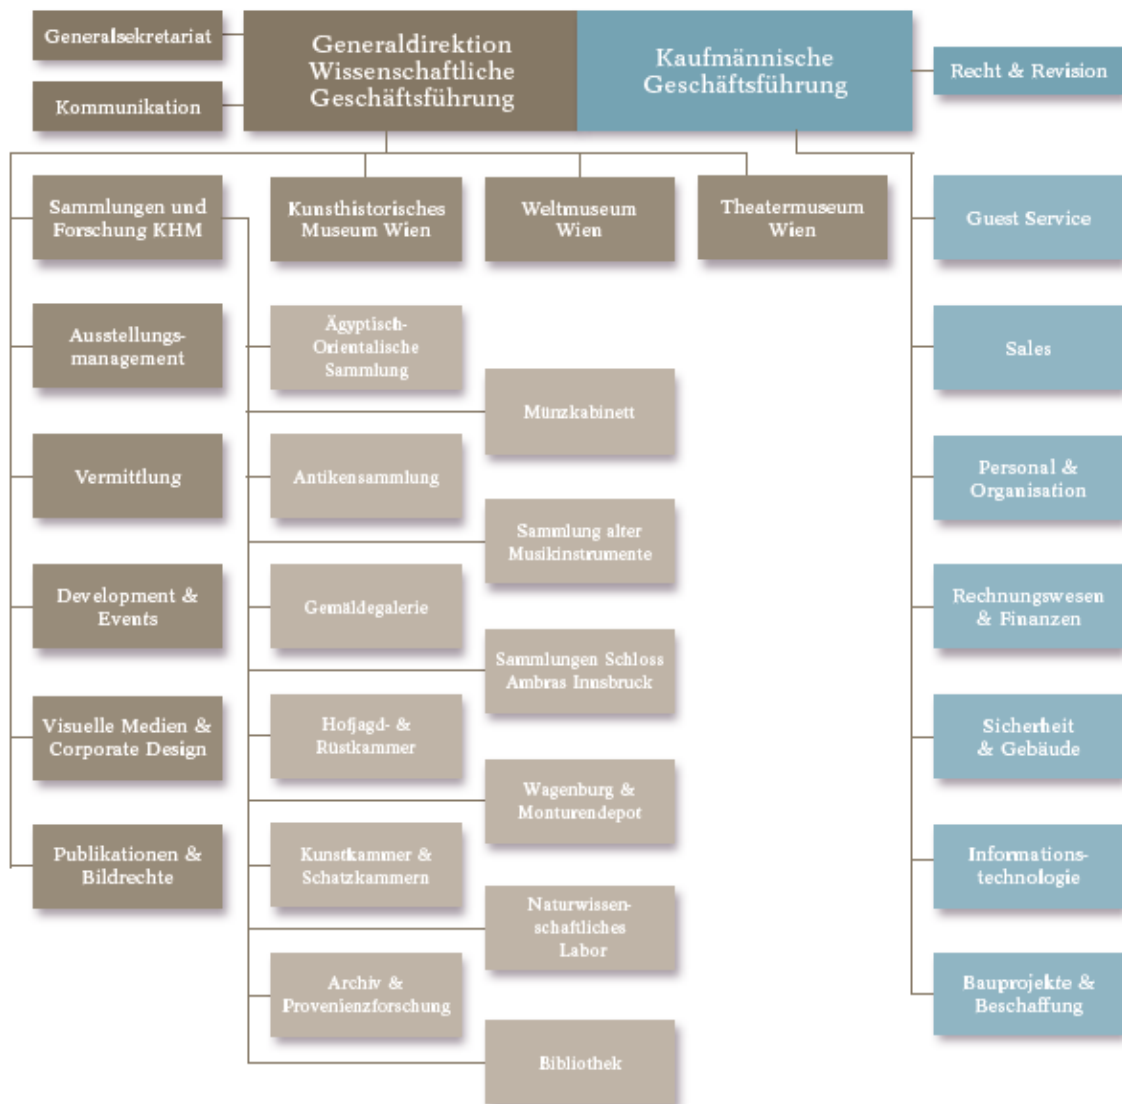 Generalsekretariat
Kommunikation
Generaldirektion
Wissenschaftliche
Geschäftsführung
Kaufmännische
Geschäftsführung
Recht & Revision
Sammlungen und
Forschung KHM
Kunsthistorisches
Museum Wien
Weltmuseum
Wien
Theatermuseum
Wien
Guest Service
Ausstellungs-
management
Ägyptisch-
Orientalische
Sammlung
Münzkabinett
Sales
Vermittlung
Antikensammlung
Sammlung alter
Musikinstrumente
Personal &
Organisation
Development &
Events
Gemäldegalerie
Sammlungen Schloss
Ambras Innsbruck
Rechnungswesen
& Finanzen
Visuelle Medien &
Corporate Design
Hofjagd- &
Rüstkammer
Wagenburg &
Monturendepot
Sicherheit
& Gebäude
Publikationen &
Bildrechte
Kunstkammer &
Schatzkammern
Naturwissen-
schaftliches
Labor
Informations-
technologie
Archiv &
Provenienzforschung
Bibliothek
Bauprojekte &
Beschaffung